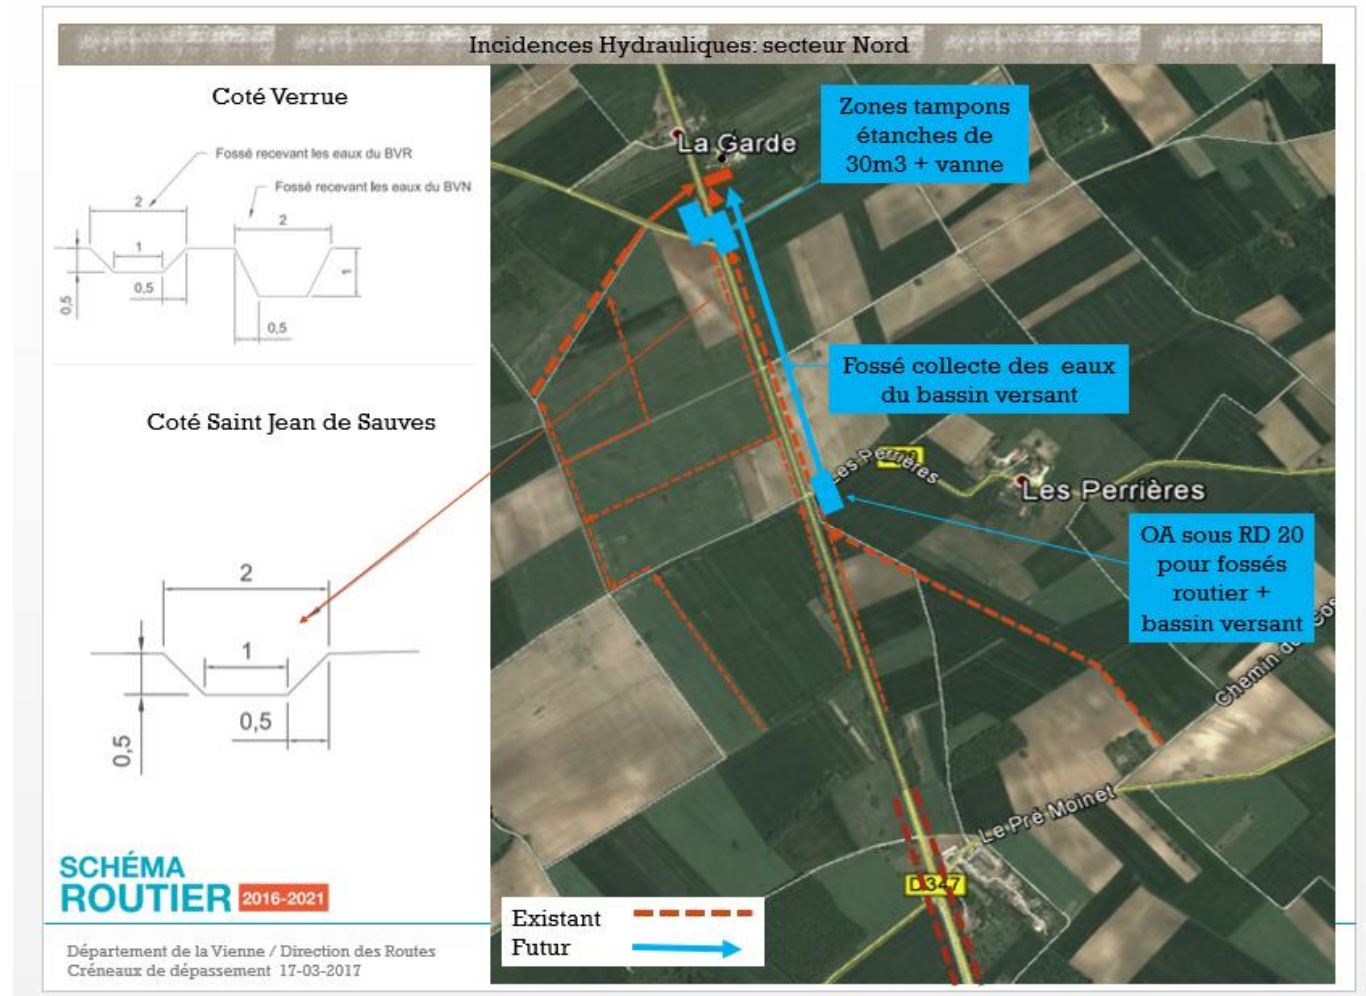 Incidences Hydrauliques: secteur Nord
Coté Verrue
Fossé recevant les eaux du BVR
Fossé recevant les eaux du BVN
2
2
1
1
0,5
0,5
0,5
Coté Saint Jean de Sauves
2
1
0,5
0,5
La Garde
Zones tampons
étanches de
30m3 + vanne
Fossé collecte des eaux
du bassin versant
Les Perrières
Les Perrières
OA sous RD 20
pour fossés
routier +
bassin versant
Chemin de
Le Pré Moinet
D347
Existant
Futur
SCHÉMA
ROUTIER 2016-2021
Département de la Vienne / Direction des Routes
Créneaux de dépassement 17-03-2017